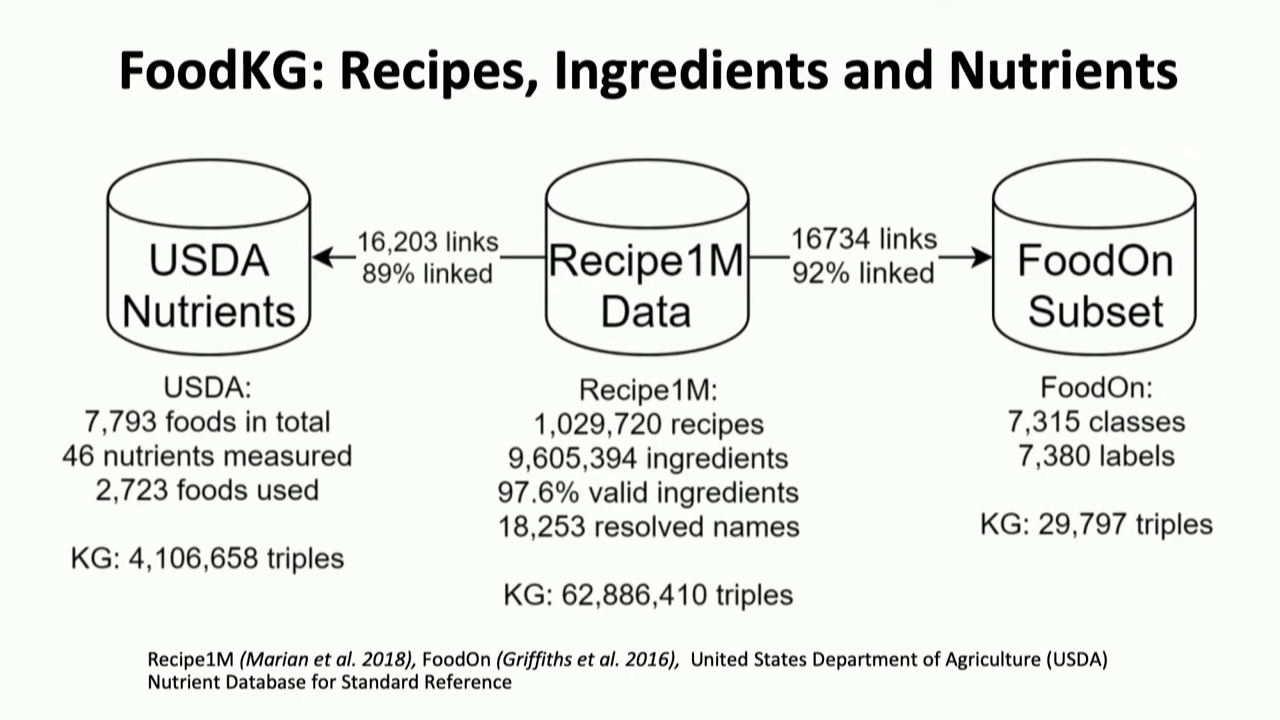 FoodKG: Recipes, Ingredients and Nutrients
USDA
Nutrients
16,203 links
89% linked
Recipe1M
Data
16734 links
92% linked
FoodOn
Subset
USDA:
7,793 foods in total
46 nutrients measured
2,723 foods used
KG: 4,106,658 triples
Recipe1M:
1,029,720 recipes
9,605,394 ingredients
97.6% valid ingredients
18,253 resolved names
KG: 62,886,410 triples
FoodOn:
7,315 classes
7,380 labels
KG: 29,797 triples
Recipe1M (Marian et al. 2018), FoodOn (Griffiths et al. 2016), United States Department of Agriculture (USDA)
Nutrient Database for Standard Reference